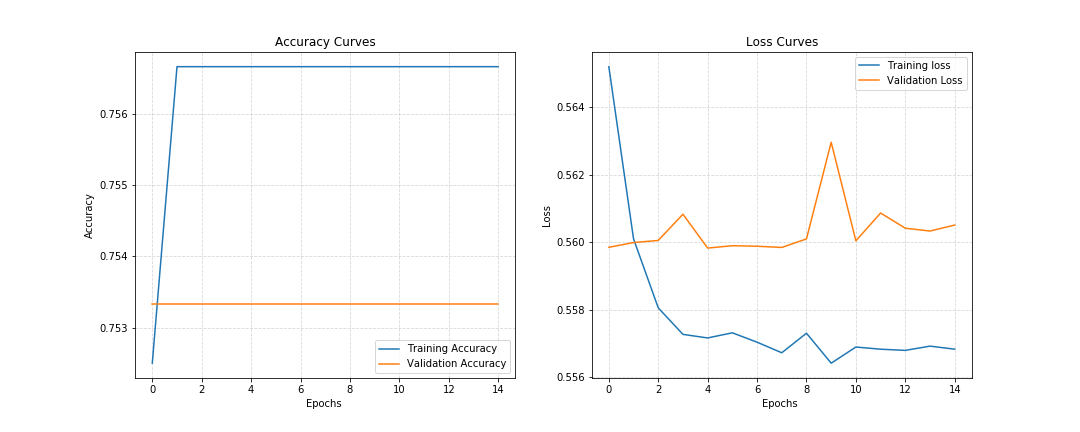 Accuracy Curves
0.756
0.755
0.754
0.753
Accuracy
0 2 4 6 8 10 12 14
Epochs
Training Accuracy
Validation Accuracy
Loss Curves
0.564
0.562
0.560
0.558
0.556
Loss
0 2 4 6 8 10 12 14
Epochs
Training loss
Validation Loss